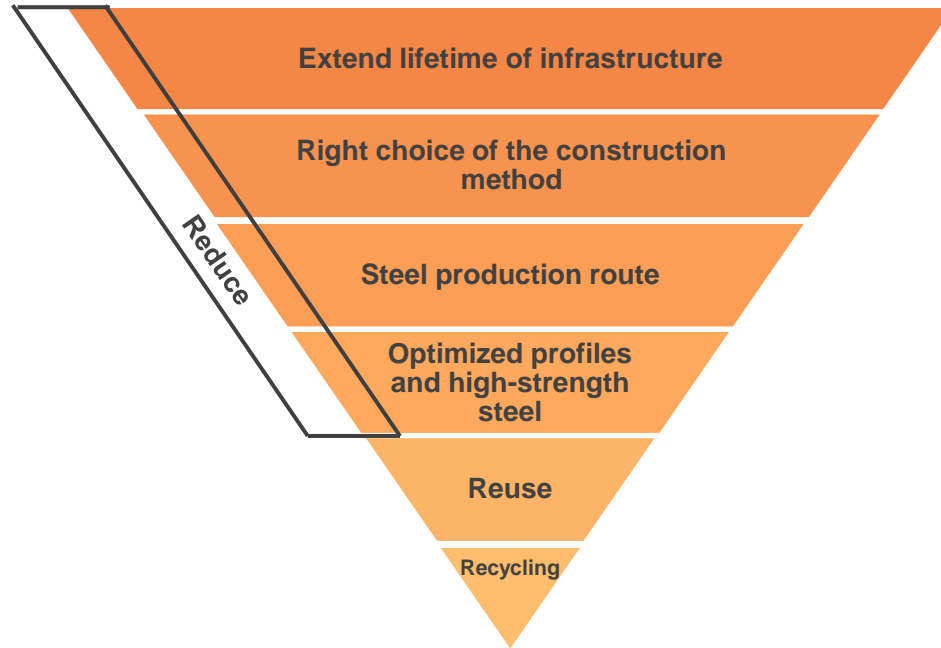 Extend lifetime of infrastructure
Right choice of the construction
method
Reduce
Steel production route
Optimized profiles
and high-strength
steel
Reuse
Recycling